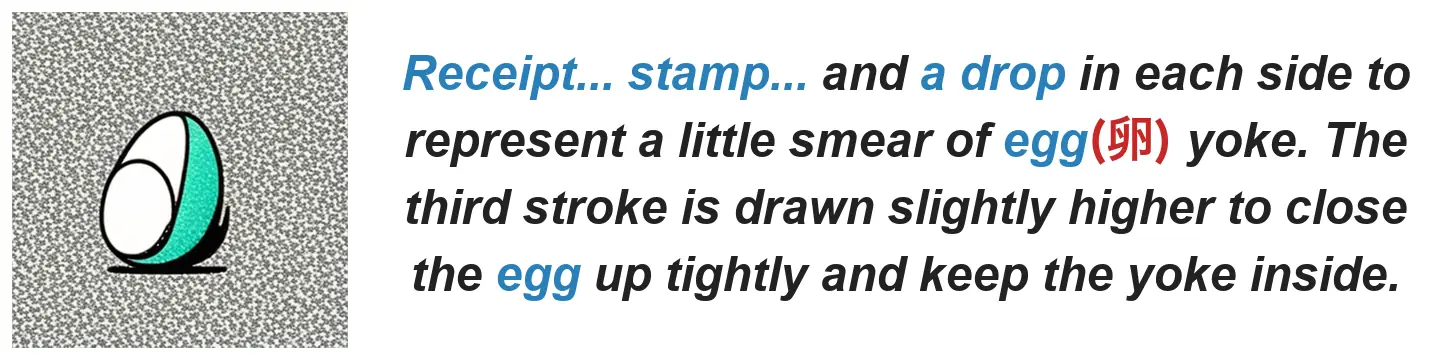 Receipt... stamp... and a drop in each side to
represent a little smear of egg(卵) yoke. The
third stroke is drawn slightly higher to close
the egg up tightly and keep the yoke inside.